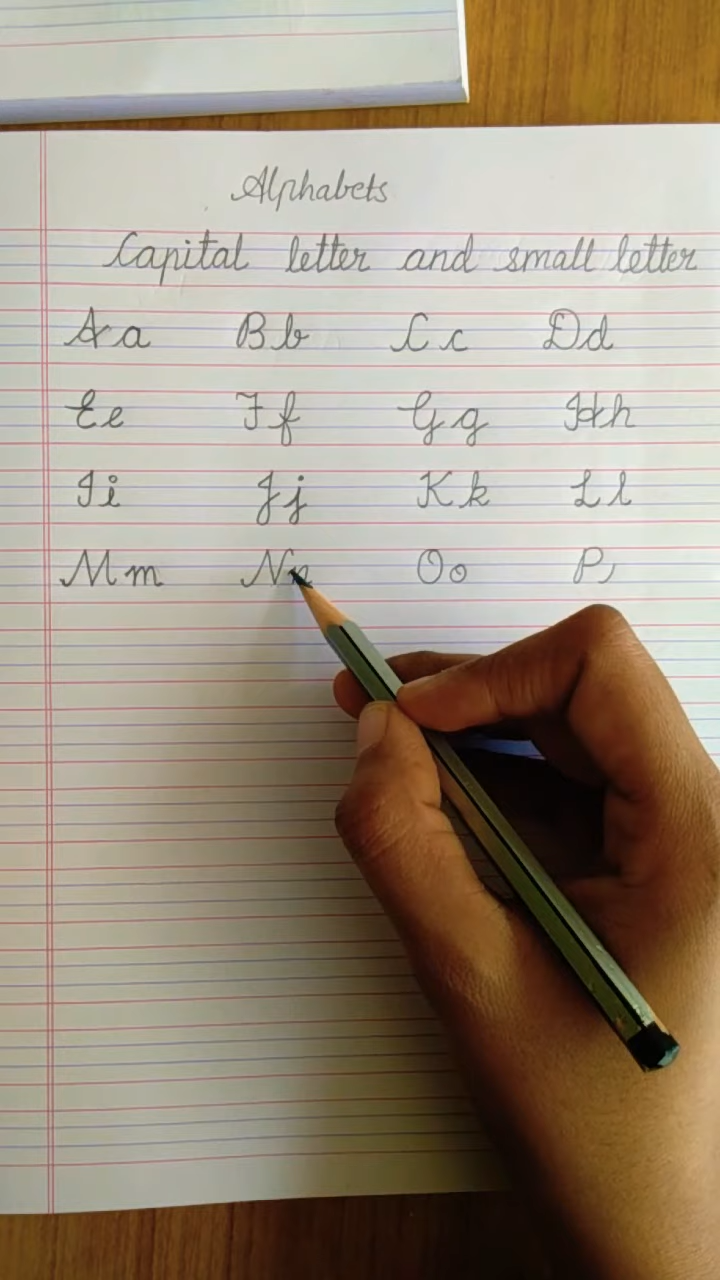 Alphabets
Capital letter and small letter
Aa Bb Cc Dd
Ee Ff Gg Hh
Ii Jj Kk Ll
Mm Nn Oo P